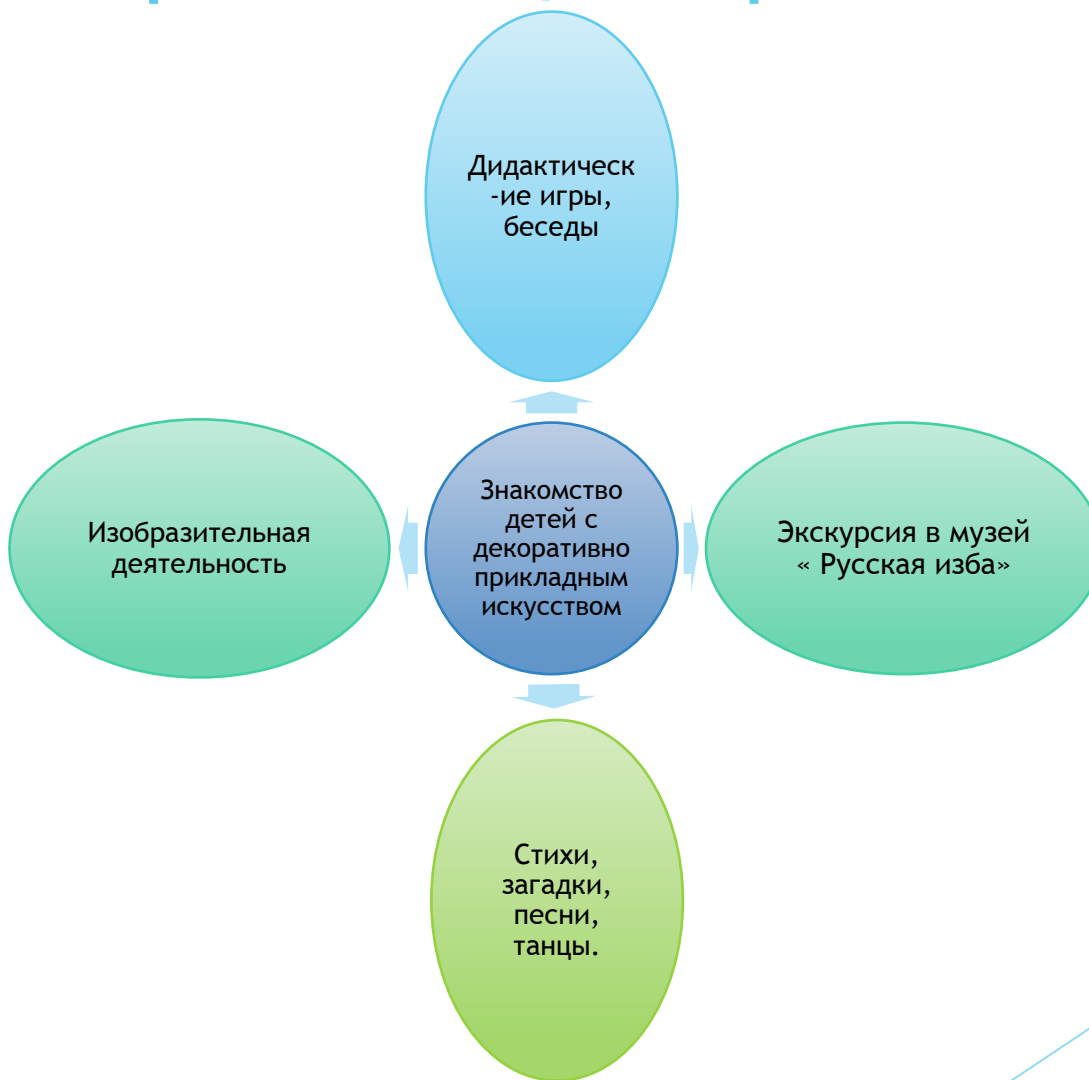 Дидактическ
-ие игры,
беседы
Изобразительная
деятельность
Знакомство
детей с
декоративно
прикладным
искусством
Экскурсия в музей
« Русская изба»
Стихи,
загадки,
песни,
танцы.